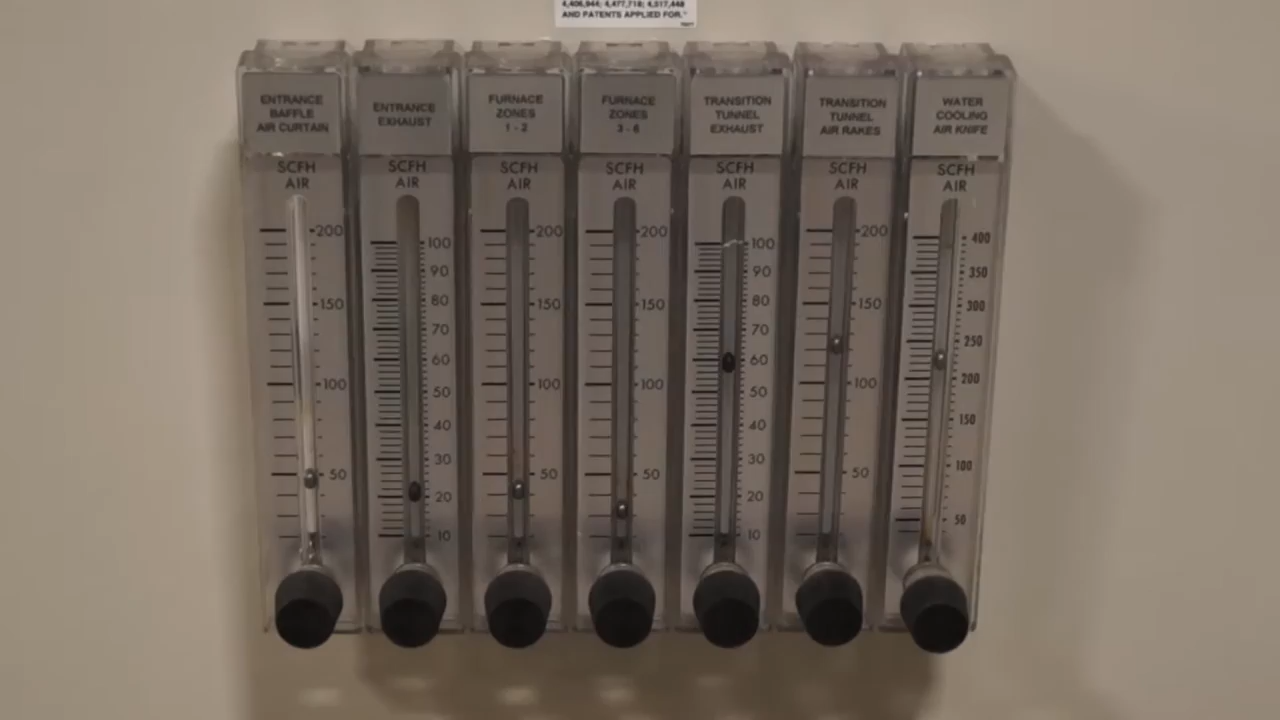 4,406,944; 4,477,718; 4,517,448
AND PATENTS APPLIED FOR."
ENTRANCE
BAFFLE
AIR CURTAIN
SCFH
AIR
200
150
100
50
ENTRANCE
EXHAUST
SCFH
AIR
100
90
80
70
60
50
40
30
20
10
FURNACE
ZONES
1 - 2
SCFH
AIR
200
150
100
50
FURNACE
ZONES
3 - 6
SCFH
AIR
200
150
100
50
TRANSITION
TUNNEL
EXHAUST
SCFH
AIR
100
90
80
70
60
50
40
30
20
10
TRANSITION
TUNNEL
AIR RAKES
SCFH
AIR
200
150
100
50
WATER
COOLING
AIR KNIFE
SCFH
AIR
400
350
300
250
200
150
100
50